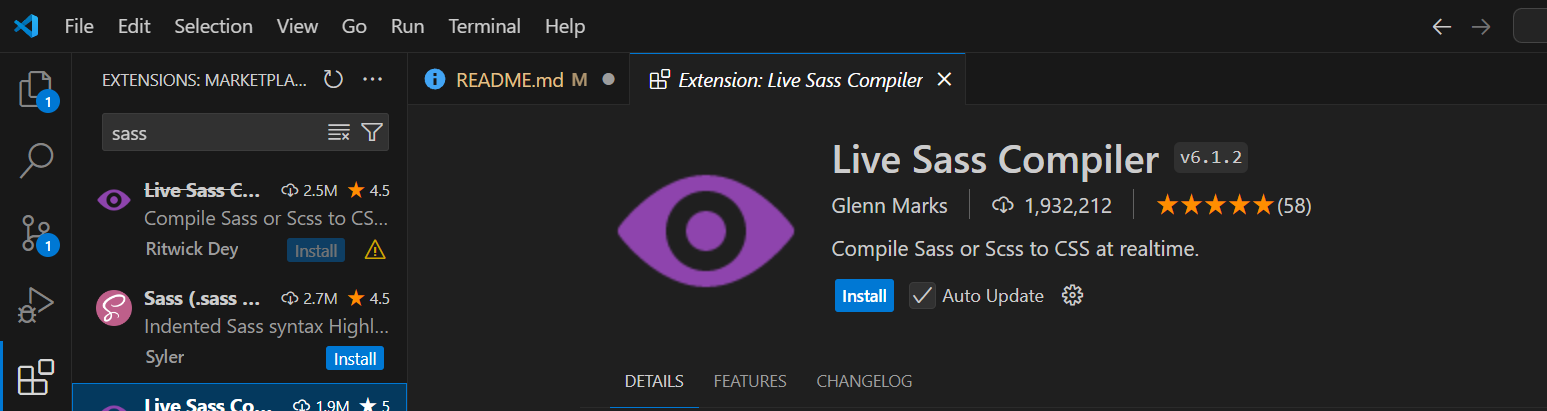 File Edit Selection View Go Run Terminal Help
EXTENSIONS: MARKETPLA...
README.md M
Extension: Live Sass Compiler
1
sass
Live Sass C... 2.5M 4.5
Compile Sass or Scss to CS...
Ritwick Dey Install
1
Sass (.sass ... 2.7M 4.5
Indented Sass syntax Highl...
Syler Install
Live Sass Co... 1.9M 5
Live Sass Compiler v6.1.2
Glenn Marks 1,932,212 (58)
Compile Sass or Scss to CSS at realtime.
Install Auto Update
DETAILS FEATURES CHANGELOG